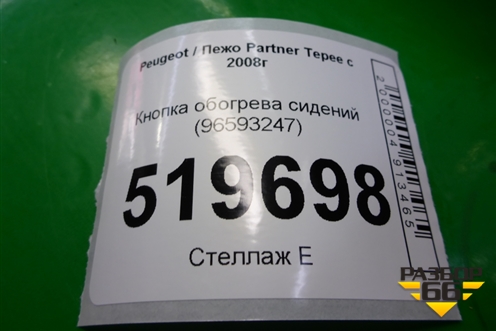 Peugeot / Пежо Partner Tepee с
2008г
Кнопка обогрева сидений
(96593247)
519698
Стеллаж Е
2000004913465
РАЗБОР
66